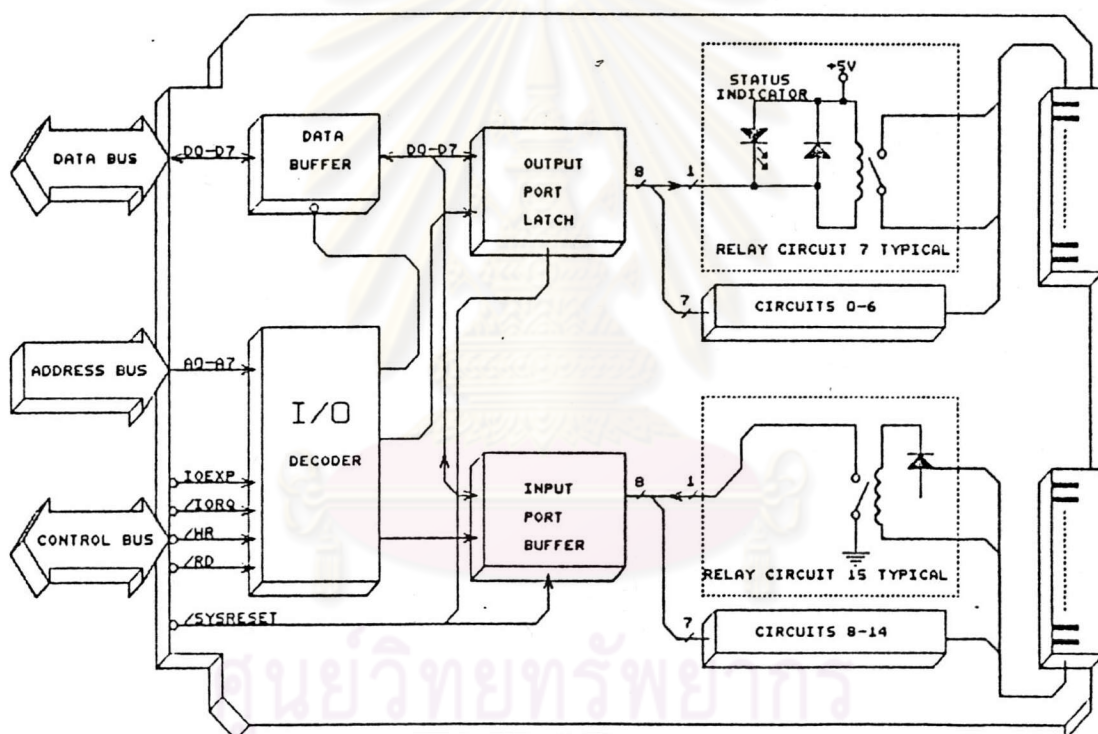 DATA BUS
D0-D7
DATA
BUFFER
D0-D7
OUTPUT
PORT
LATCH
8
1
STATUS
INDICATOR
+5V
RELAY CIRCUIT 7 TYPICAL
7
CIRCUITS 0-6
ADDRESS BUS
A0-A7
I/O
DECODER
CONTROL BUS
IOEXP
/IORQ
/WR
/RD
/SYSRESET
INPUT
PORT
BUFFER
8
1
RELAY CIRCUIT 15 TYPICAL
7
CIRCUITS 8-14
ศูนย์วิทยทรัพยากร